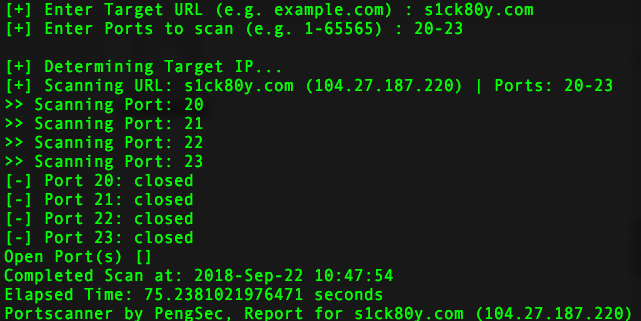 [+] Enter Target URL (e.g. example.com) : s1ck80y.com
[+] Enter Ports to scan (e.g. 1-65565) : 20-23
[+] Determining Target IP...
[+] Scanning URL: s1ck80y.com (104.27.187.220) | Ports: 20-23
>> Scanning Port: 20
>> Scanning Port: 21
>> Scanning Port: 22
>> Scanning Port: 23
[-] Port 20: closed
[-] Port 21: closed
[-] Port 22: closed
[-] Port 23: closed
Open Port(s) []
Completed Scan at: 2018-Sep-22 10:47:54
Elapsed Time: 75.2381021976471 seconds
Portscanner by PengSec, Report for s1ck80y.com (104.27.187.220)